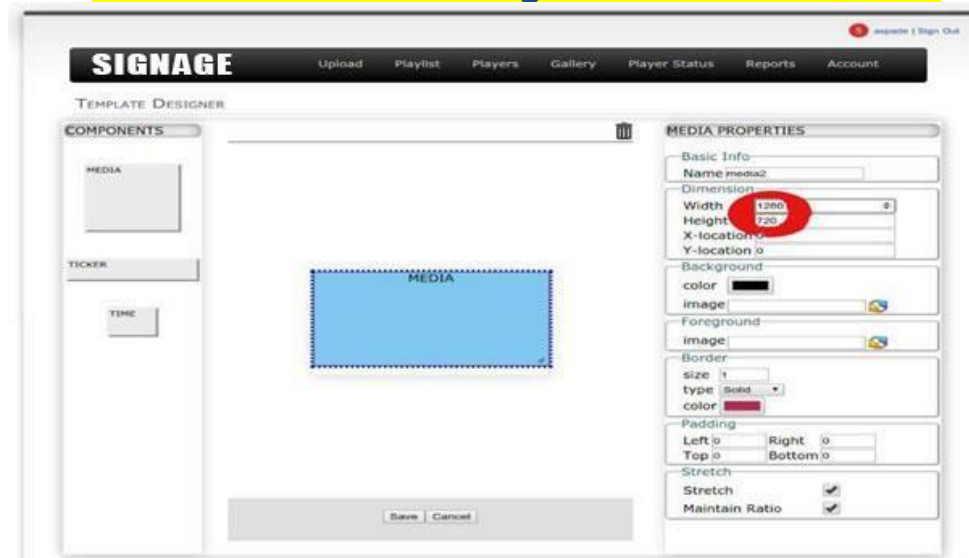 S aspade | Sign Out
SIGNAGE Upload Playlist Players Gallery Player Status Reports Account
TEMPLATE DESIGNER
COMPONENTS
MEDIA
TICKER
TIME
MEDIA
Save Cancel
MEDIA PROPERTIES
Basic Info
Name media2
Dimension
Width 1280
Height 720
X-location 0
Y-location 0
Background
color
image
Foreground
image
Border
size 1
type Solid
color
Padding
Left 0 Right 0
Top 0 Bottom 0
Stretch
Stretch
Maintain Ratio